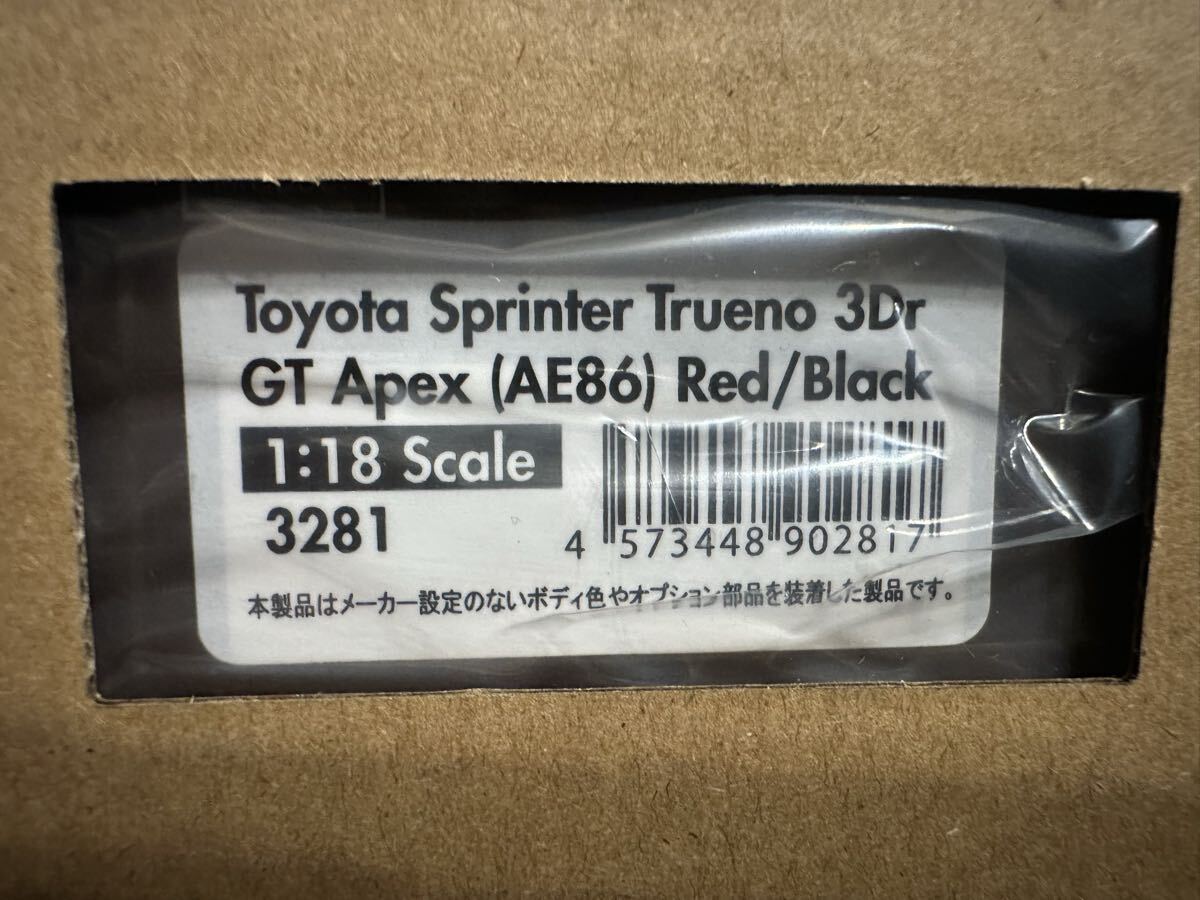 Toyota Sprinter Trueno 3Dr
GT Apex (AE86) Red/Black
1:18 Scale
3281
4 573448 902817
本製品はメーカー設定のないボディ色やオプション部品を装着した製品です。